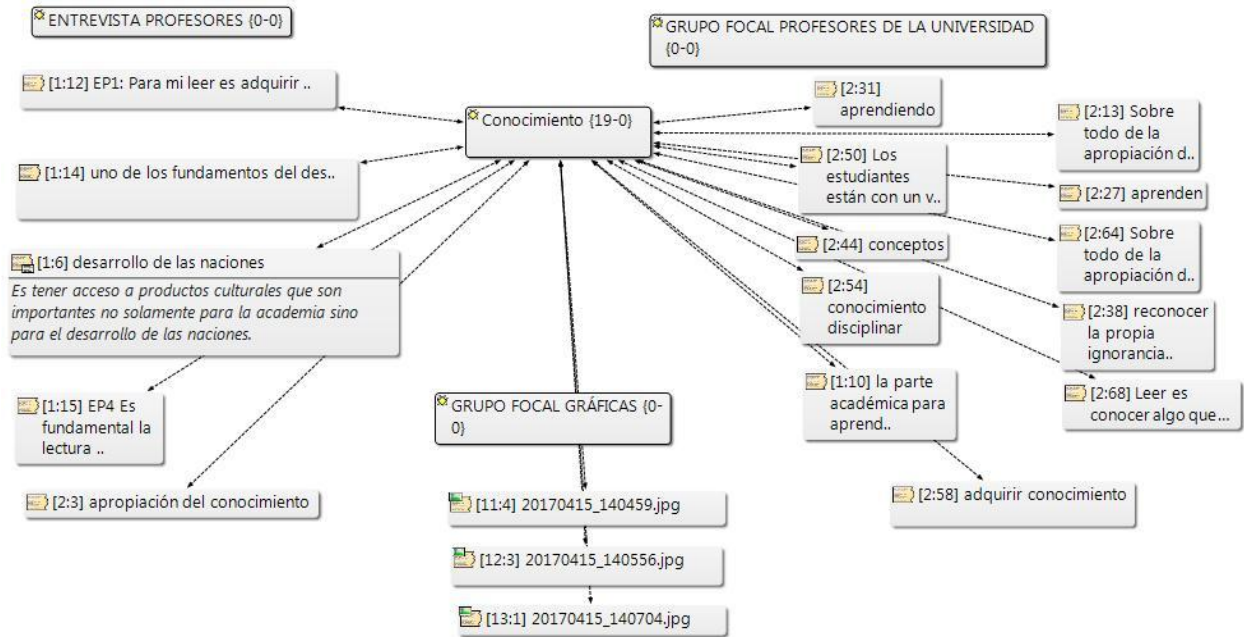 ENTREVISTA PROFESORES {0-0}
GRUPO FOCAL PROFESORES DE LA UNIVERSIDAD
{0-0}
[1:12] EP1: Para mi leer es adquirir ..
Conocimiento {19-0}
[2:31]
aprendiendo
[2:13] Sobre
todo de la
apropiación d..
[1:14] uno de los fundamentos del des..
[2:50] Los
estudiantes
están con un v..
[2:27] aprenden
[2:44] conceptos
[2:64] Sobre
todo de la
apropiación d..
[1:6] desarrollo de las naciones
Es tener acceso a productos culturales que son
importantes no solamente para la academia sino
para el desarrollo de las naciones.
[2:54]
conocimiento
disciplinar
[2:38] reconocer
la propia
ignorancia..
[1:15] EP4 Es
fundamental la
lectura ..
GRUPO FOCAL GRÁFICAS {0-
0}
[1:10] la parte
académica para
aprend..
[2:68] Leer es
conocer algo que...
[2:3] apropiación del conocimiento
[11:4] 20170415_140459.jpg
[2:58] adquirir conocimiento
[12:3] 20170415_140556.jpg
[13:1] 20170415_140704.jpg